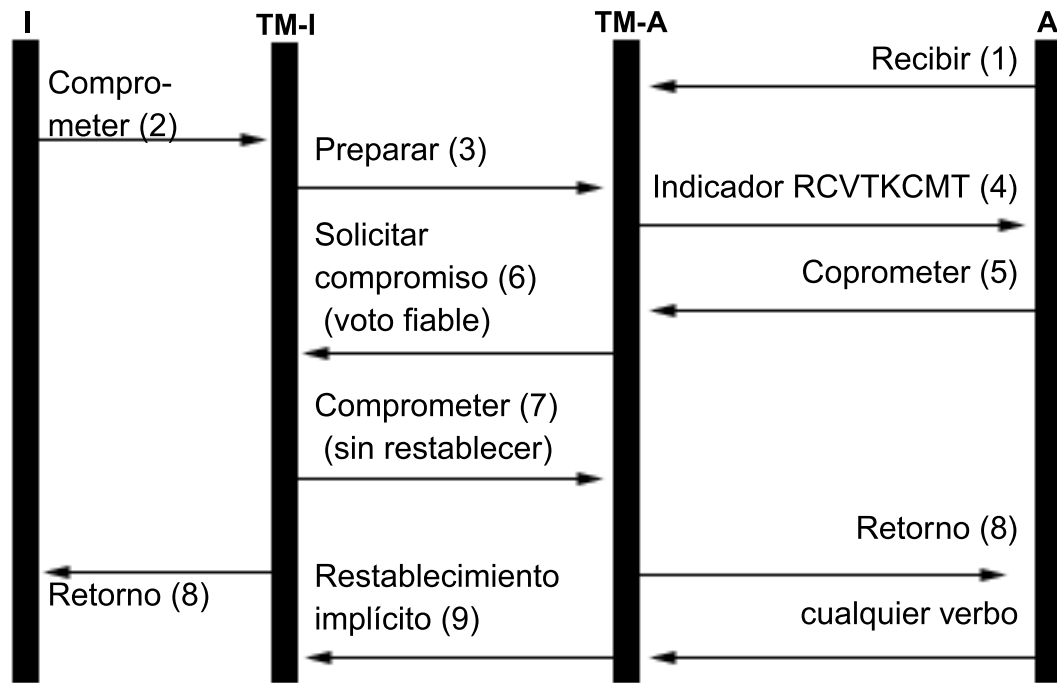 I
TM-I
TM-A
A
Recibir (1)
Compro-
meter (2)
Preparar (3)
Indicador RCVTKCMT (4)
Solicitar
compromiso (6)
(voto fiable)
Coprometer (5)
Comprometer (7)
(sin restablecer)
Retorno (8)
Retorno (8)
Restablecimiento
implícito (9)
cualquier verbo